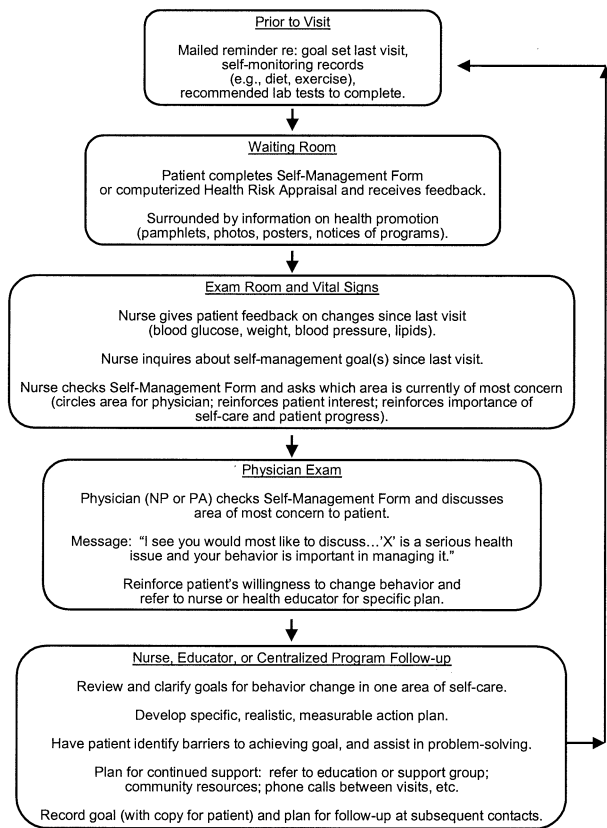 Prior to Visit
Mailed reminder re: goal set last visit,
self-monitoring records
(e.g., diet, exercise),
recommended lab tests to complete.
Waiting Room
Patient completes Self-Management Form
or computerized Health Risk Appraisal and receives feedback.
Surrounded by information on health promotion
(pamphlets, photos, posters, notices of programs).
Exam Room and Vital Signs
Nurse gives patient feedback on changes since last visit
(blood glucose, weight, blood pressure, lipids).
Nurse inquires about self-management goal(s) since last visit.
Nurse checks Self-Management Form and asks which area is currently of most concern
(circles area for physician; reinforces patient interest; reinforces importance of
self-care and patient progress).
Physician Exam
Physician (NP or PA) checks Self-Management Form and discusses
area of most concern to patient.
Message: “I see you would most like to discuss…’X’ is a serious health
issue and your behavior is important in managing it.”
Reinforce patient’s willingness to change behavior and
refer to nurse or health educator for specific plan.
Nurse, Educator, or Centralized Program Follow-up
Review and clarify goals for behavior change in one area of self-care.
Develop specific, realistic, measurable action plan.
Have patient identify barriers to achieving goal, and assist in problem-solving.
Plan for continued support: refer to education or support group;
community resources; phone calls between visits, etc.
Record goal (with copy for patient) and plan for follow-up at subsequent contacts.